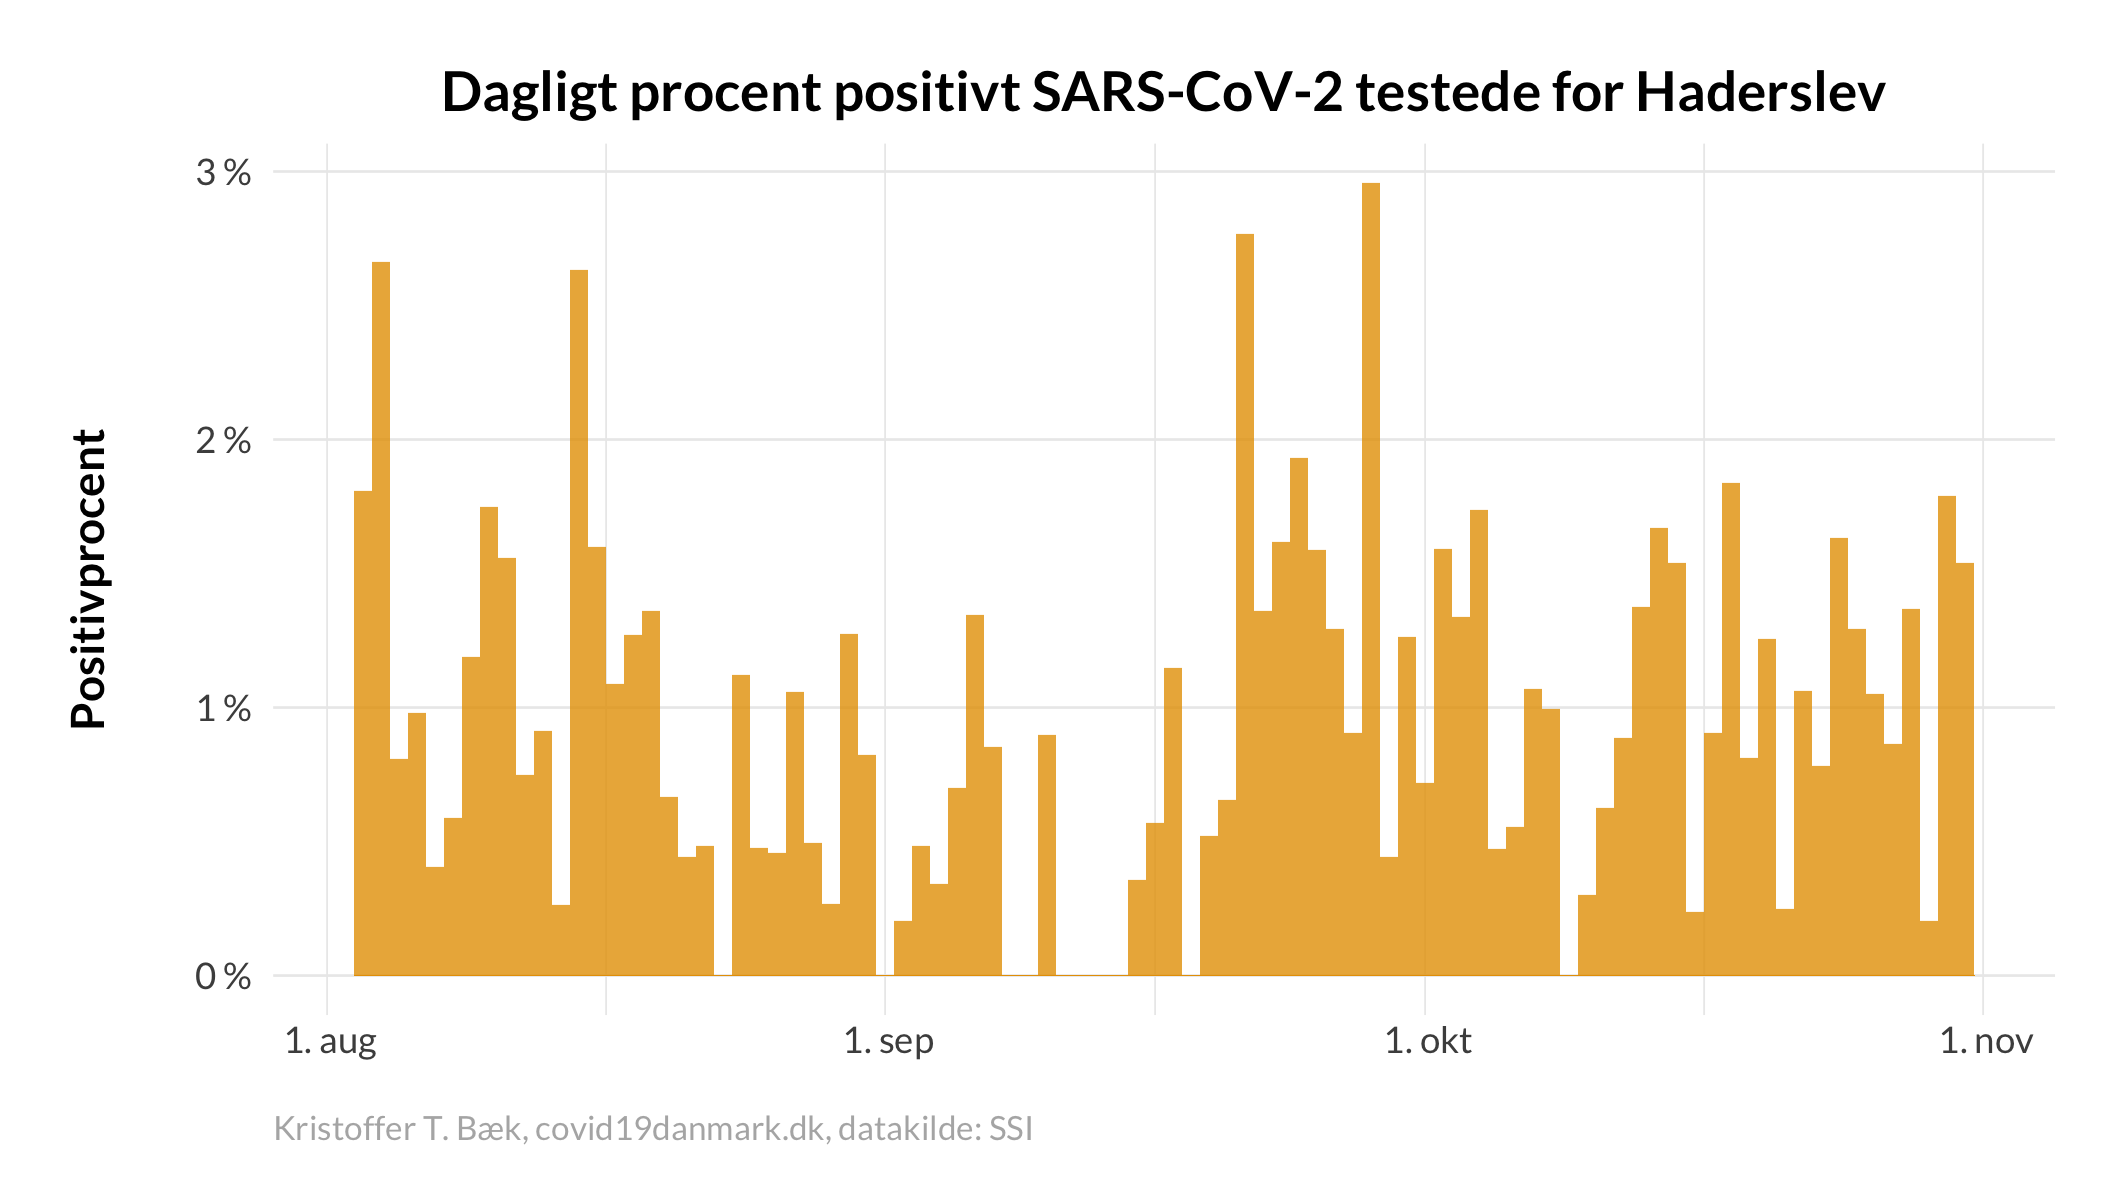 Dagligt procent positivt SARS-CoV-2 testede for Haderslev
Positivprocent
3 %
2 %
1 %
0 %
1. aug
1. sep
1. okt
1. nov
Kristoffer T. Bæk, covid19danmark.dk, datakilde: SSI